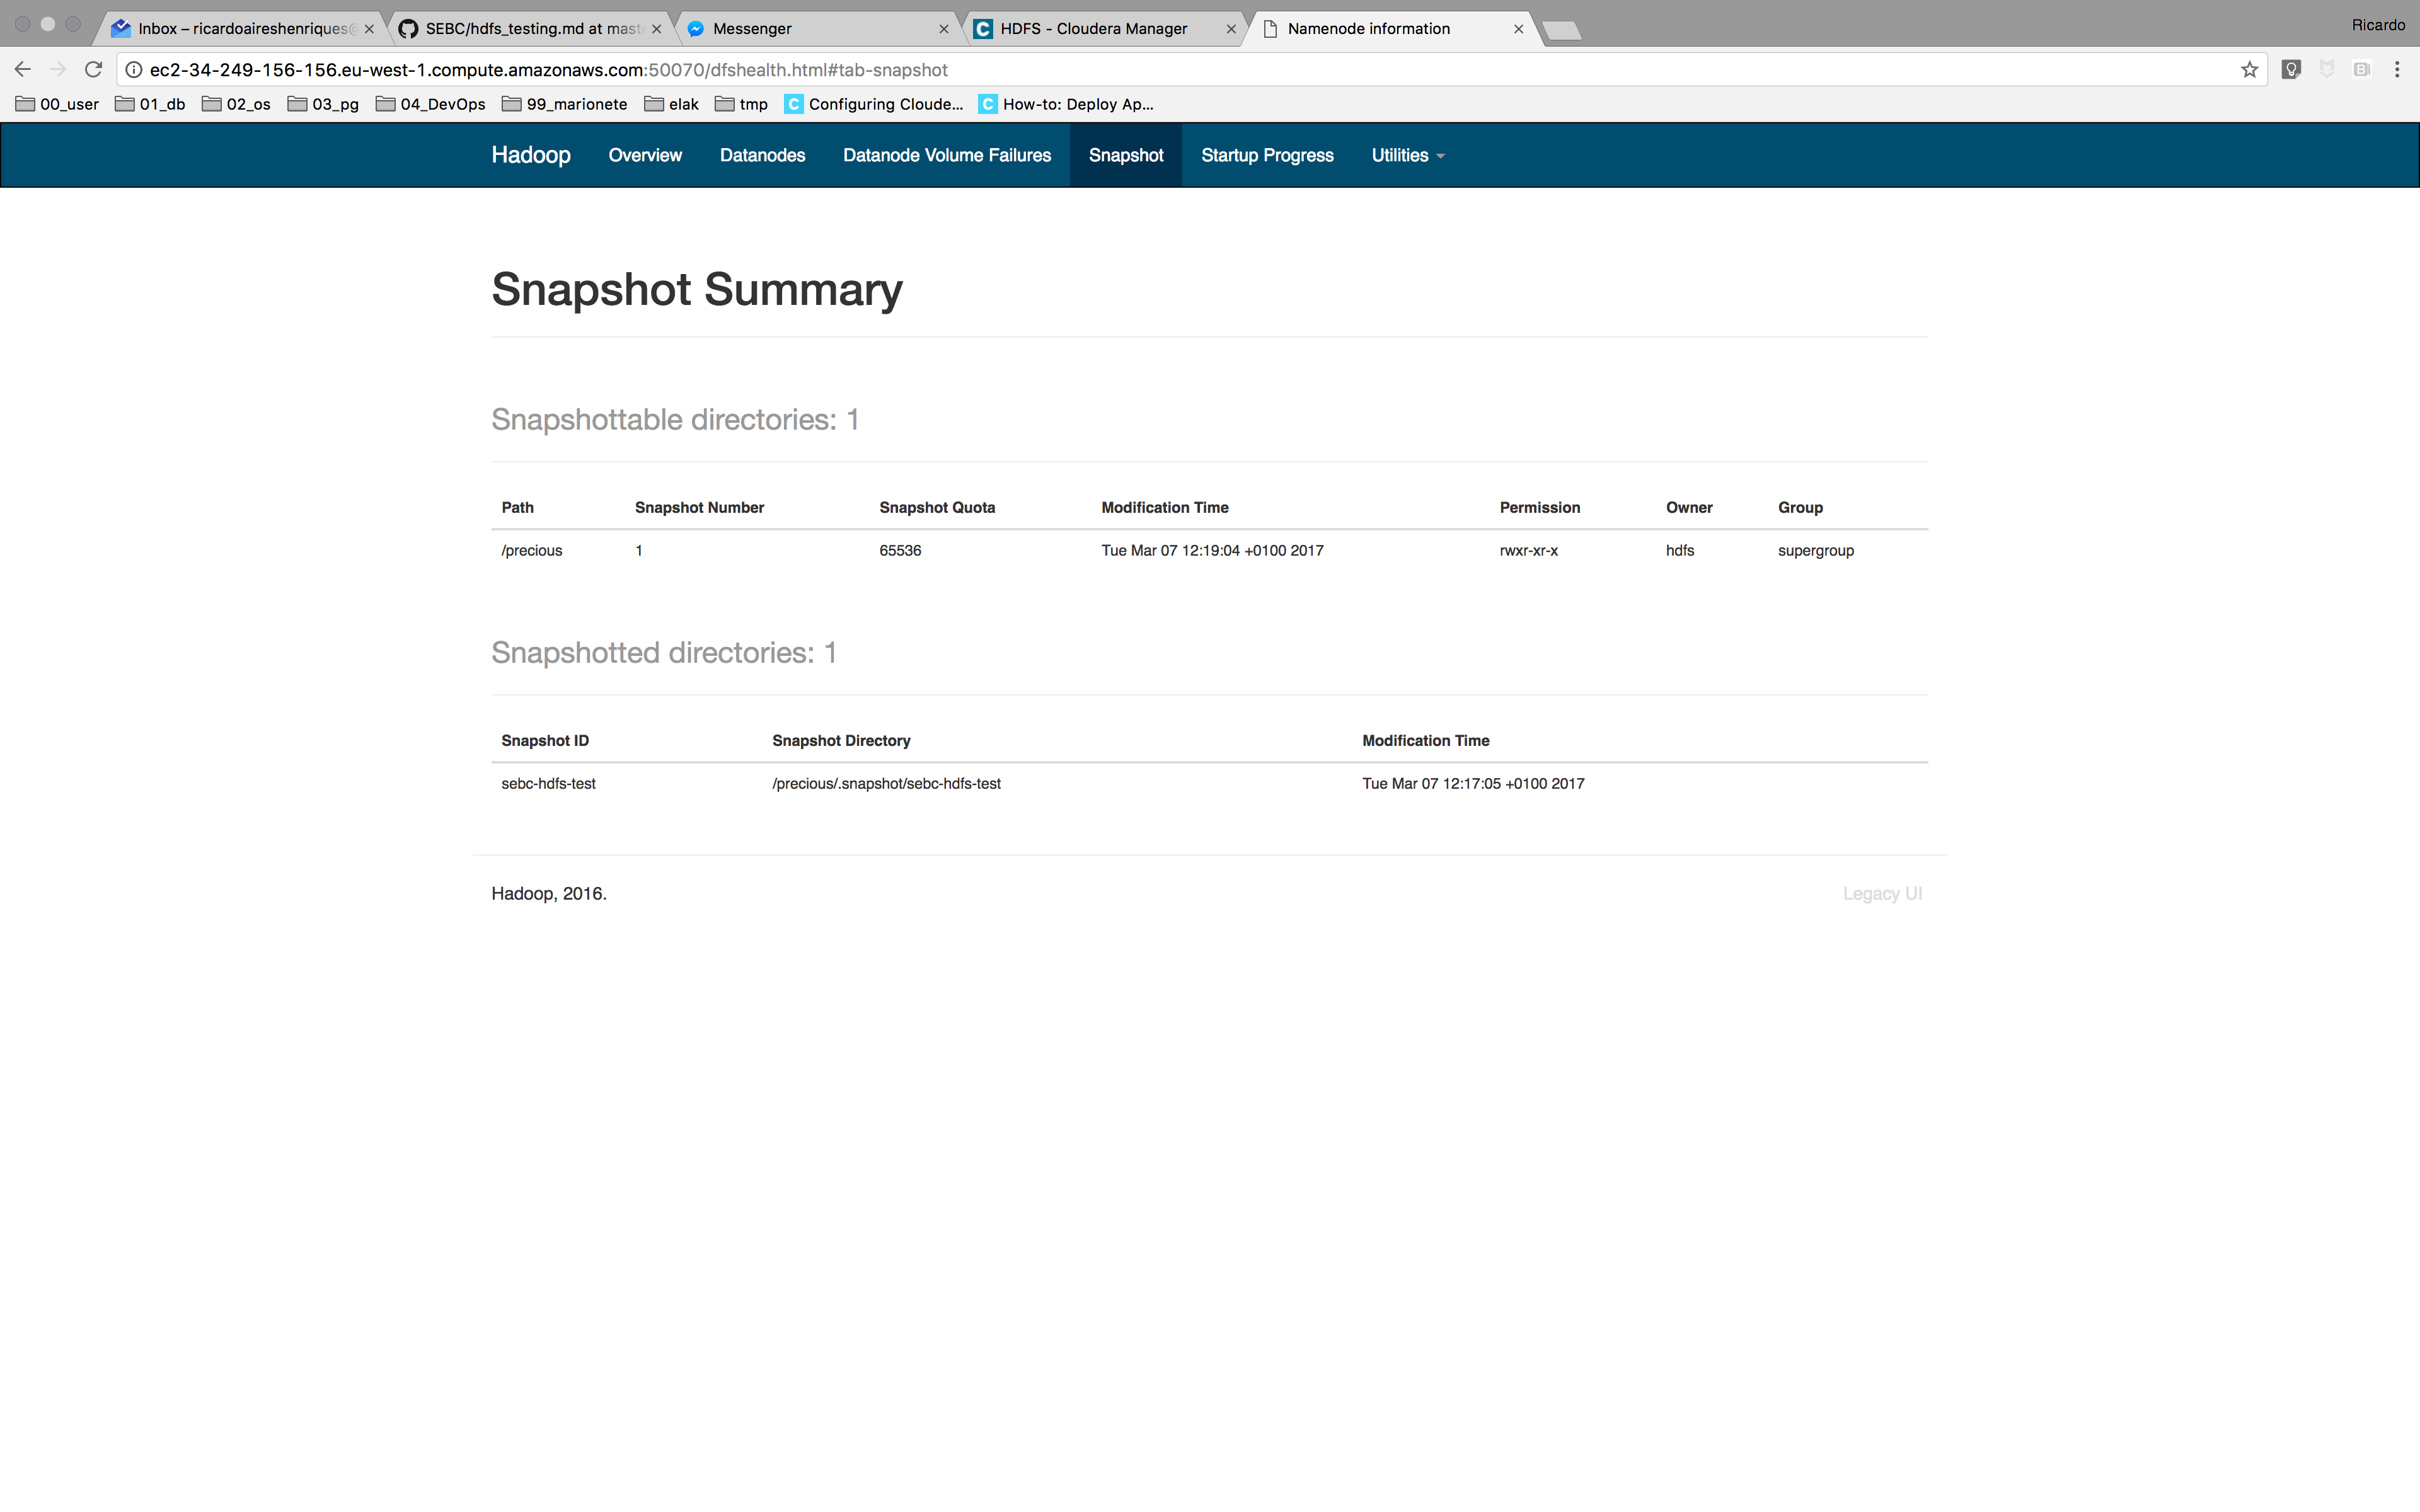 Inbox – ricardoaireshenriques@
SEBC/hdfs_testing.md at mast
Messenger
HDFS - Cloudera Manager
Namenode information
Ricardo
ec2-34-249-156-156.eu-west-1.compute.amazonaws.com:50070/dfshealth.html#tab-snapshot
00_user 01_db 02_os 03_pg 04_DevOps 99_marionete elak tmp Configuring Cloude... How-to: Deploy Ap...
Hadoop Overview Datanodes Datanode Volume Failures Snapshot Startup Progress Utilities
Snapshot Summary
Snapshottable directories: 1
Path Snapshot Number Snapshot Quota Modification Time Permission Owner Group
/precious 1 65536 Tue Mar 07 12:19:04 +0100 2017 rwxr-xr-x hdfs supergroup
Snapshotted directories: 1
Snapshot ID Snapshot Directory Modification Time
sebc-hdfs-test /precious/.snapshot/sebc-hdfs-test Tue Mar 07 12:17:05 +0100 2017
Hadoop, 2016. Legacy UI